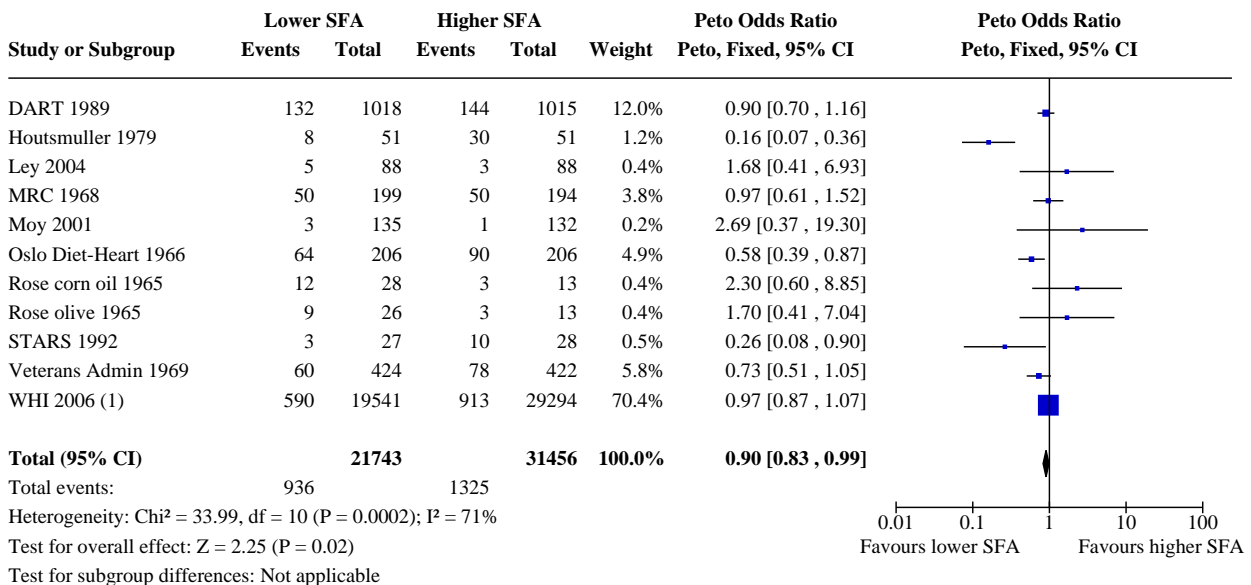 Lower SFA Higher SFA Peto Odds Ratio Peto Odds Ratio
Study or Subgroup Events Total Events Total Weight Peto, Fixed, 95% CI Peto, Fixed, 95% CI
DART 1989 132 1018 144 1015 12.0% 0.90 [0.70 , 1.16]
Houtsmuller 1979 8 51 30 51 1.2% 0.16 [0.07 , 0.36]
Ley 2004 5 88 3 88 0.4% 1.68 [0.41 , 6.93]
MRC 1968 50 199 50 194 3.8% 0.97 [0.61 , 1.52]
Moy 2001 3 135 1 132 0.2% 2.69 [0.37 , 19.30]
Oslo Diet-Heart 1966 64 206 90 206 4.9% 0.58 [0.39 , 0.87]
Rose corn oil 1965 12 28 3 13 0.4% 2.30 [0.60 , 8.85]
Rose olive 1965 9 26 3 13 0.4% 1.70 [0.41 , 7.04]
STARS 1992 3 27 10 28 0.5% 0.26 [0.08 , 0.90]
Veterans Admin 1969 60 424 78 422 5.8% 0.73 [0.51 , 1.05]
WHI 2006 (1) 590 19541 913 29294 70.4% 0.97 [0.87 , 1.07]
Total (95% CI) 21743 31456 100.0% 0.90 [0.83 , 0.99]
Total events: 936 1325
Heterogeneity: Chi² = 33.99, df = 10 (P = 0.0002); I² = 71%
0.01 0.1 1 10 100
Test for overall effect: Z = 2.25 (P = 0.02) Favours lower SFA Favours higher SFA
Test for subgroup differences: Not applicable